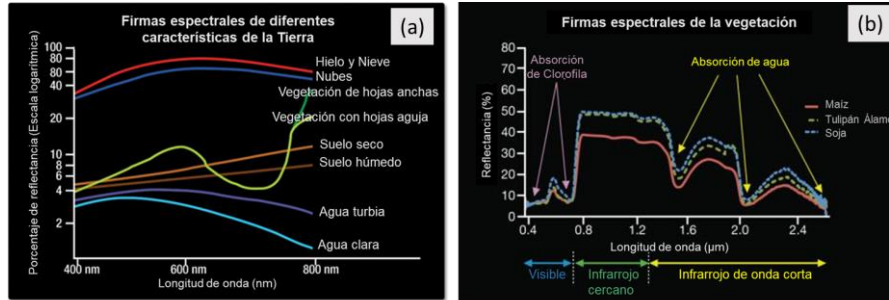 Firmas espectrales de diferentes
características de la Tierra
(a)
Porcentaje de reflectancia (Escala logarítmica)
100
80
60
40
20
10
8
6
4
2
Hielo y Nieve
Nubes
Vegetación de hojas anchas
Vegetación con hojas aguja
Suelo seco
Suelo húmedo
Agua turbia
Agua clara
400 nm
600 nm
800 nm
Longitud de onda (nm)
Firmas espectrales de la vegetación
(b)
Reflectancia (%)
80
70
60
50
40
30
20
10
0
Absorción
de Clorofila
Absorción de agua
Maíz
Tulipán Álamo
Soja
0.4
0.8
1.2
1.6
2.0
2.4
Longitud de onda (µm)
Visible
Infrarrojo
cercano
Infrarrojo de onda corta